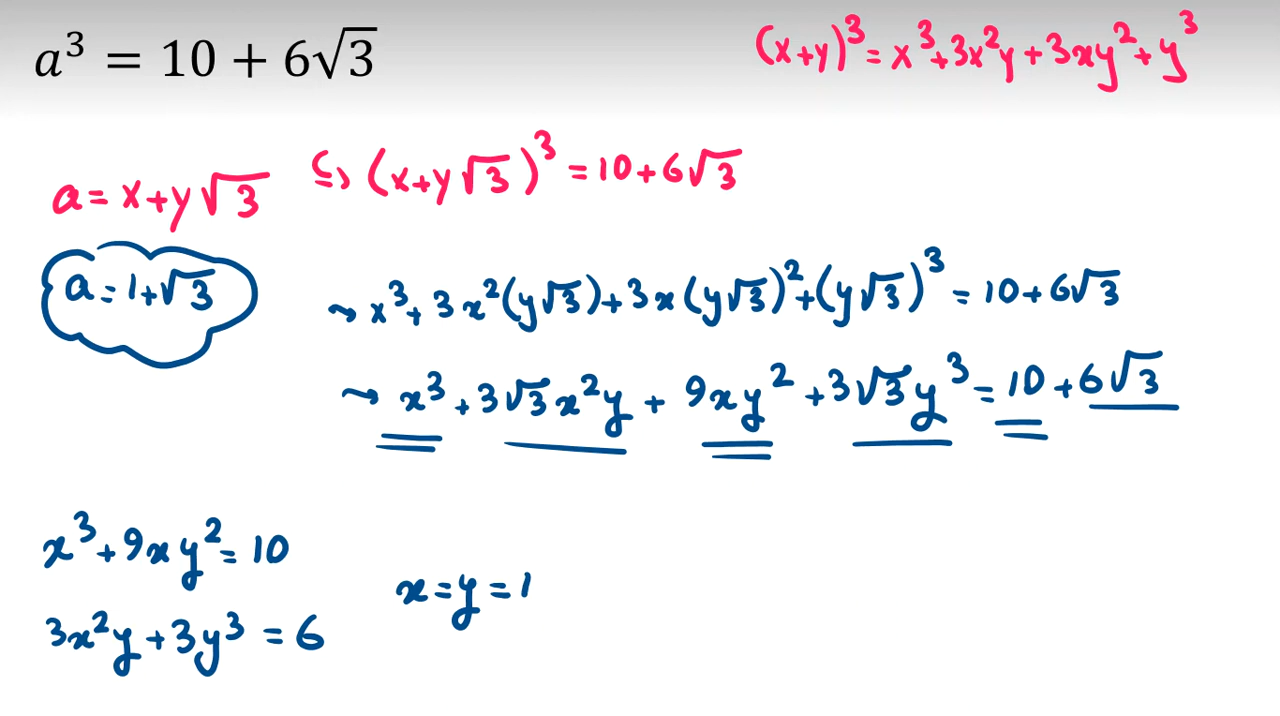 a³ = 10 + 6√3
(x+y)³ = x³+3x²y+3xy²+y³
a = x+y√3 ↪ (x+y√3)³ = 10+6√3
a = 1+√3
⤳ x³+3x²(y√3)+3x(y√3)²+(y√3)³ = 10+6√3
⤳ x³+3√3x²y + 9xy² +3√3y³ = 10 +6√3
x³+9xy² = 10
x = y = 1
3x²y+3y³ = 6